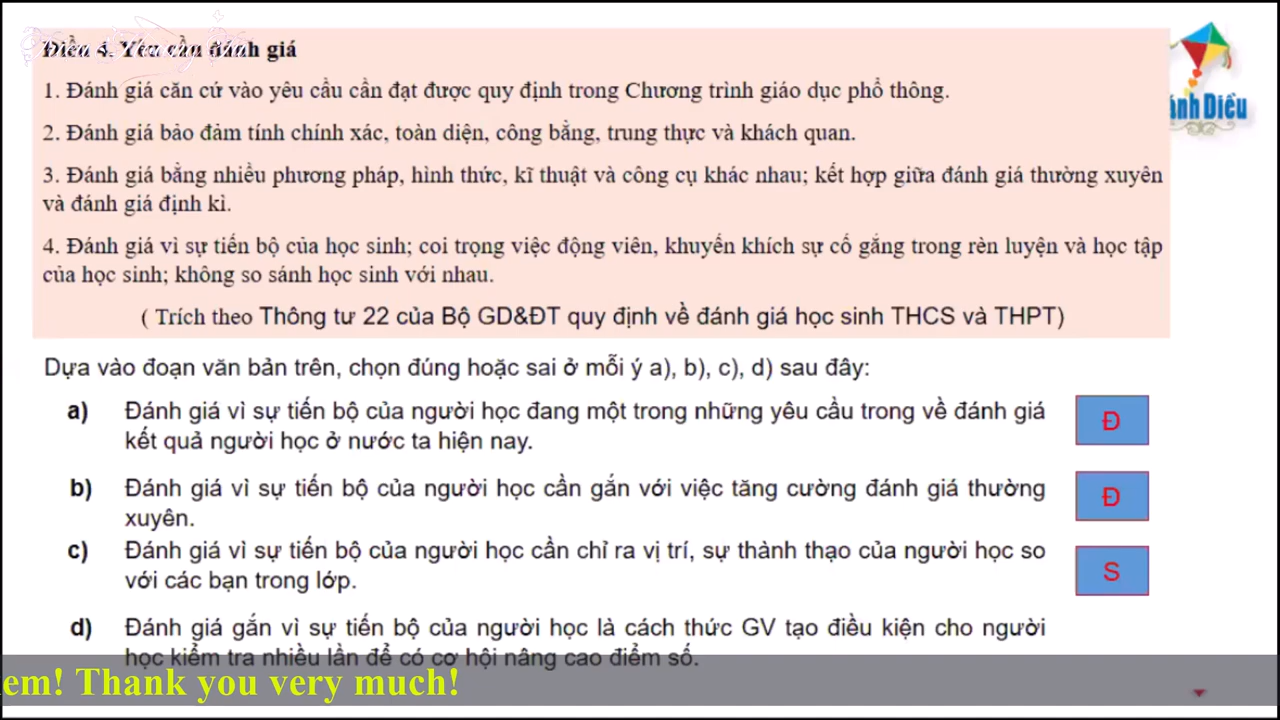 Điều 4. Yêu cầu đánh giá
1. Đánh giá căn cứ vào yêu cầu cần đạt được quy định trong Chương trình giáo dục phổ thông.
2. Đánh giá bảo đảm tính chính xác, toàn diện, công bằng, trung thực và khách quan.
3. Đánh giá bằng nhiều phương pháp, hình thức, kĩ thuật và công cụ khác nhau; kết hợp giữa đánh giá thường xuyên
và đánh giá định kì.
4. Đánh giá vì sự tiến bộ của học sinh; coi trọng việc động viên, khuyến khích sự cố gắng trong rèn luyện và học tập
của học sinh; không so sánh học sinh với nhau.
( Trích theo Thông tư 22 của Bộ GD&ĐT quy định về đánh giá học sinh THCS và THPT)
ánh Diều
Dựa vào đoạn văn bản trên, chọn đúng hoặc sai ở mỗi ý a), b), c), d) sau đây:
a) Đánh giá vì sự tiến bộ của người học đang một trong những yêu cầu trong về đánh giá
kết quả người học ở nước ta hiện nay.
Đ
b) Đánh giá vì sự tiến bộ của người học cần gắn với việc tăng cường đánh giá thường
xuyên.
Đ
c) Đánh giá vì sự tiến bộ của người học cần chỉ ra vị trí, sự thành thạo của người học so
với các bạn trong lớp.
S
d) Đánh giá gắn vì sự tiến bộ của người học là cách thức GV tạo điều kiện cho người
học kiểm tra nhiều lần để có cơ hội nâng cao điểm số.
em! Thank you very much!